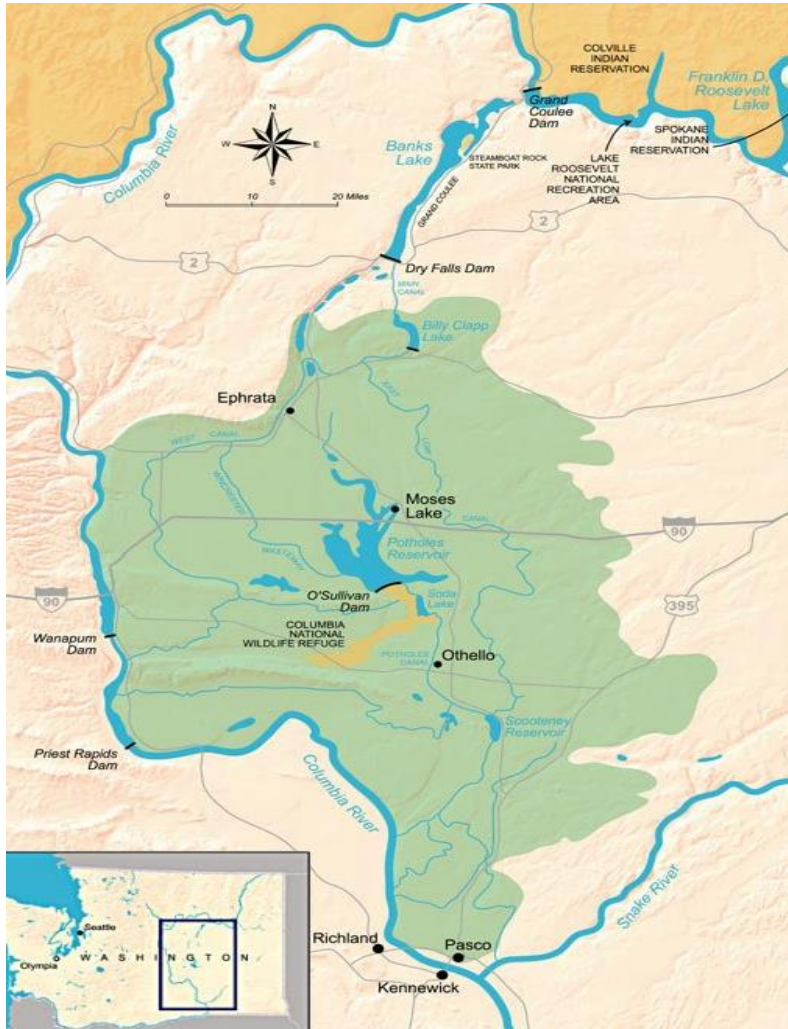 COLVILLE
INDIAN
RESERVATION
Franklin D.
Roosevelt
Lake
Grand
Coulee
Dam
SPOKANE
INDIAN
RESERVATION
LAKE
ROOSEVELT
NATIONAL
RECREATION
AREA
Columbia River
N
W
E
S
0
20 Miles
Banks
Lake
STEAMBOAT ROCK
STATE PARK
GRAND COULEE
2
2
Dry Falls Dam
MAIN
CANAL
Billy Clapp
Lake
Ephrata
EAST
LOW
CANAL
WEST CANAL
WINCHESTER
WASTEWAY
Moses
Lake
90
Potholes
Reservoir
O'Sullivan
Dam
Soda
Lake
90
395
COLUMBIA
NATIONAL
WILDLIFE REFUGE
Wanapum
Dam
POTHOLES
CANAL
Othello
Scooteney
Reservoir
Priest Rapids
Dam
Columbia River
Snake River
Richland
Pasco
Kennewick
Seattle
Olympia
WASHINGTON